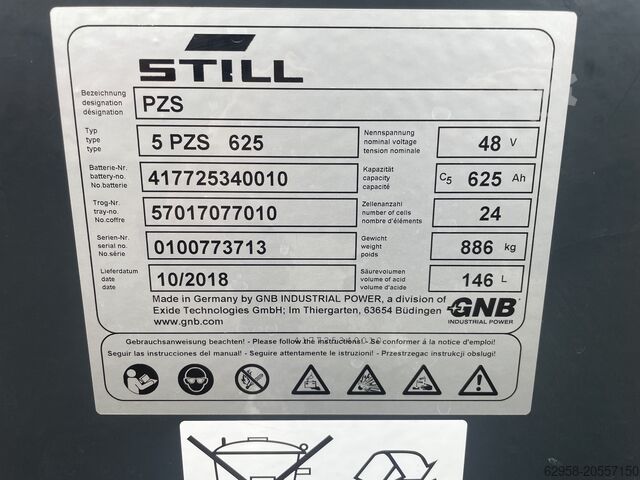 STILL
Bezeichnung
designation
désignation
PZS
Typ
type
type
5 PZS 625
Nennspannung
nominal voltage
tension nominale
48 V
Batterie-Nr.
battery-no.
No.batterie
417725340010
Kapazität
capacity
capacité
C5 625 Ah
Trog-Nr.
tray-no.
No.coffre
57017077010
Zellenanzahl
number of cells
nombre d'éléments
24
Serien-Nr.
serial no.
No.série
0100773713
Gewicht
weight
poids
886 kg
Lieferdatum
date
date
10/2018
Säurevolumen
volume of acid
volume d'acide
146 L
Made in Germany by GNB INDUSTRIAL POWER, a division of
Exide Technologies GmbH; Im Thiergarten, 63654 Büdingen
www.gnb.com
GNB
INDUSTRIAL POWER
Gebrauchsanweisung beachten! - Please follow the instructions! - Se conformer á la notice d'emploi!
Seguir las instrucciones del manual! - Seguire attentamente le istruzioni! - Przestrzegac instrukcji obslugi!
62958-20557150